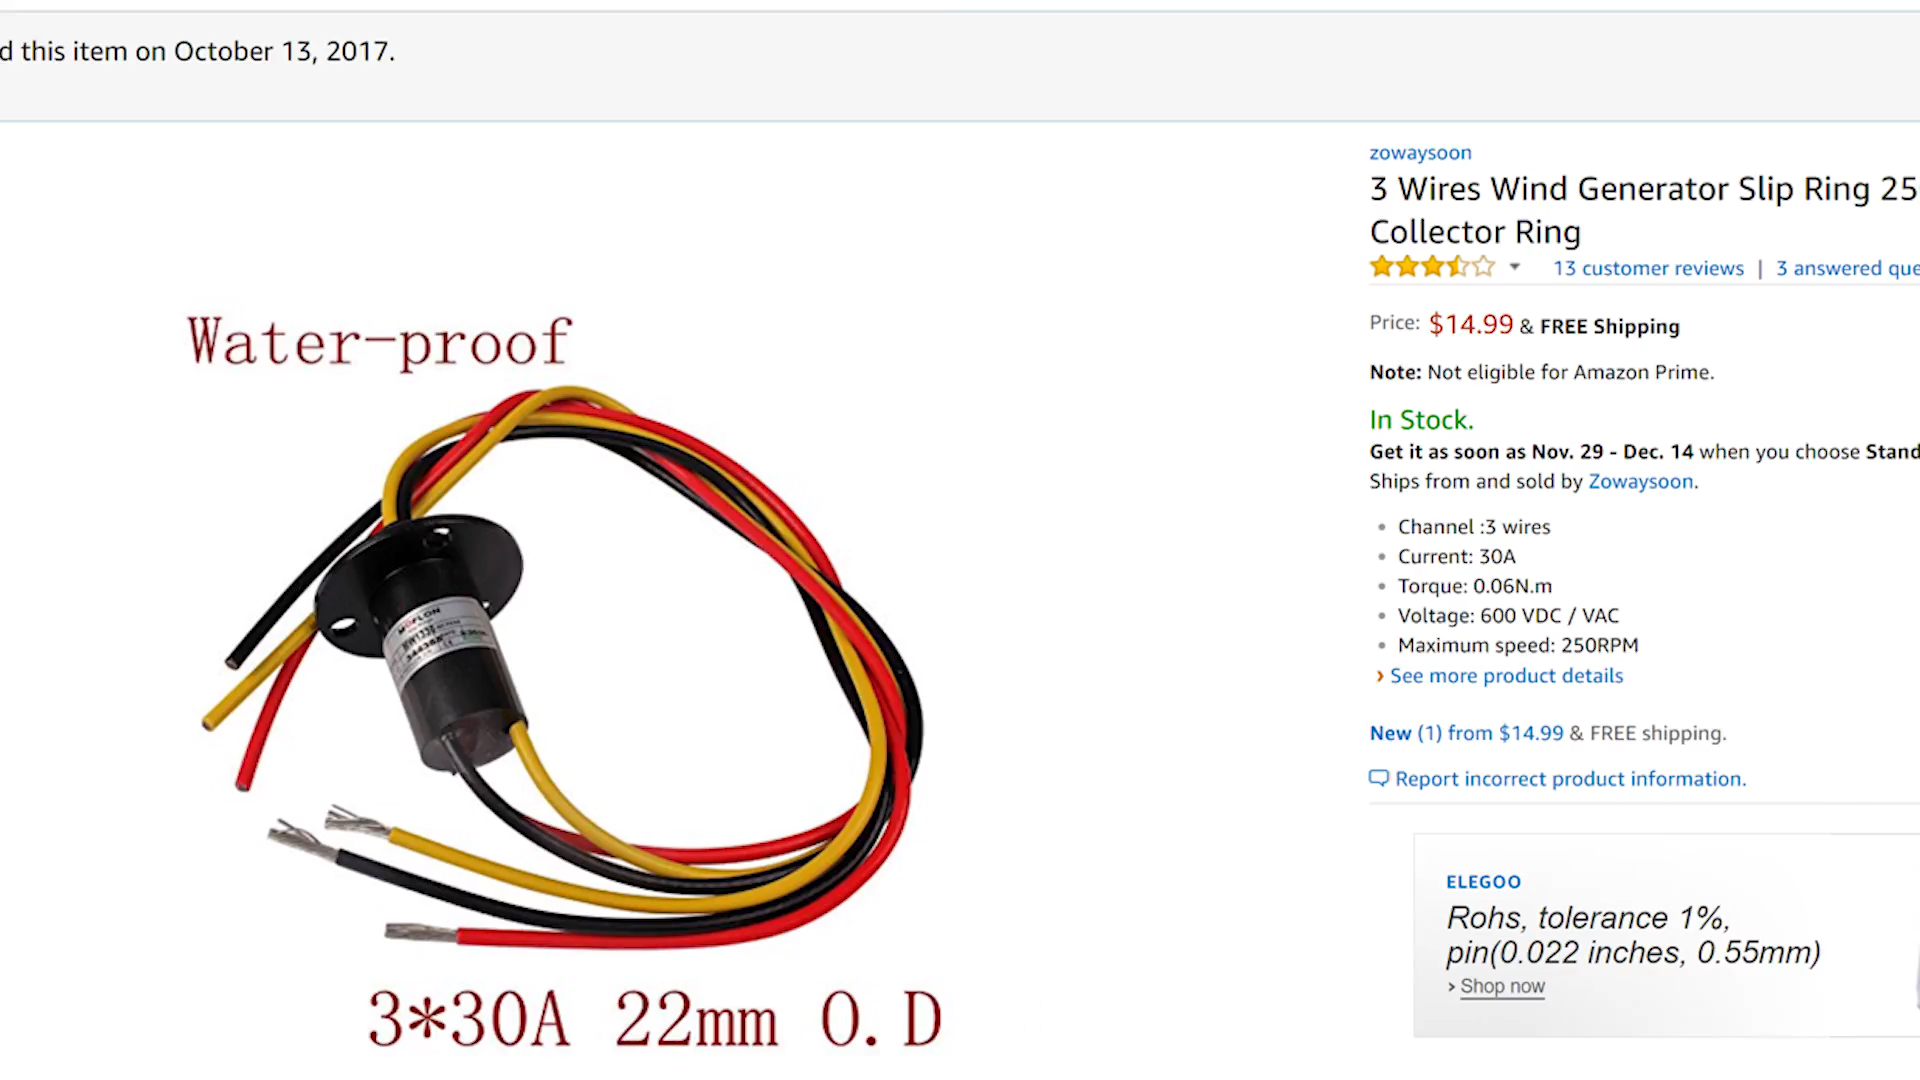 d this item on October 13, 2017.
zowaysoon
3 Wires Wind Generator Slip Ring 25
Collector Ring
13 customer reviews | 3 answered que
Price: $14.99 & FREE Shipping
Note: Not eligible for Amazon Prime.
In Stock.
Get it as soon as Nov. 29 - Dec. 14 when you choose Stand
Ships from and sold by Zowaysoon.
• Channel :3 wires
• Current: 30A
• Torque: 0.06N.m
• Voltage: 600 VDC / VAC
• Maximum speed: 250RPM
› See more product details
New (1) from $14.99 & FREE shipping.
Report incorrect product information.
ELEGOO
Rohs, tolerance 1%,
pin(0.022 inches, 0.55mm)
› Shop now
Water-proof
MOFLON
3*30A 22mm O.D